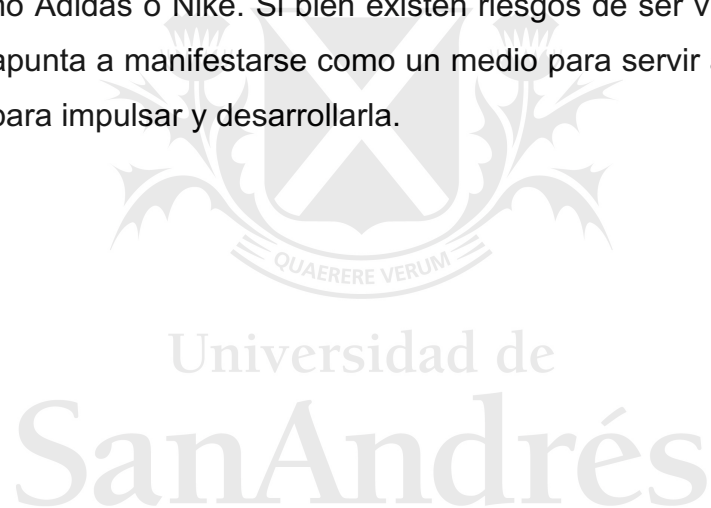 no Adidas o Nike. Si bien existen riesgos de ser v
apunta a manifestarse como un medio para servir
para impulsar y desarrollarla.
QUAERERE VERUM
Universidad de
SanAndrés